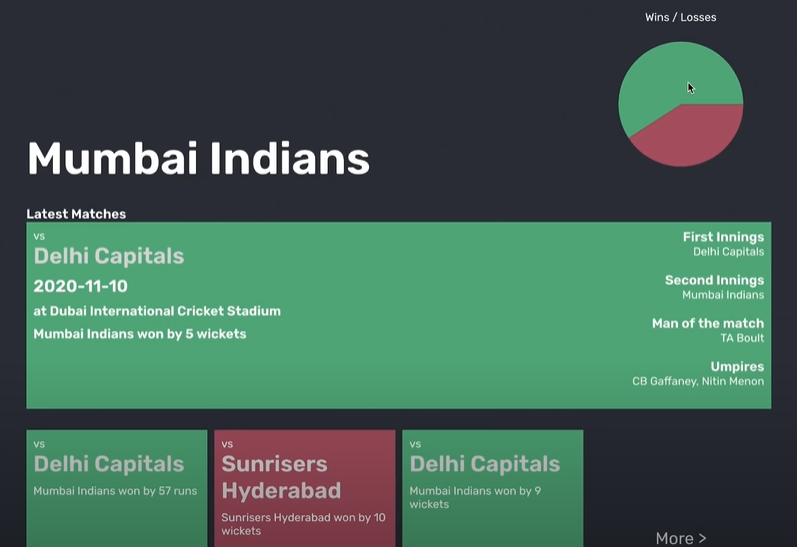 Wins / Losses
Mumbai Indians
Latest Matches
vs
Delhi Capitals
2020-11-10
at Dubai International Cricket Stadium
Mumbai Indians won by 5 wickets
First Innings
Delhi Capitals
Second Innings
Mumbai Indians
Man of the match
TA Boult
Umpires
CB Gaffaney, Nitin Menon
vs
Delhi Capitals
Mumbai Indians won by 57 runs
vs
Sunrisers
Hyderabad
Sunrisers Hyderabad won by 10
wickets
vs
Delhi Capitals
Mumbai Indians won by 9
wickets
More >